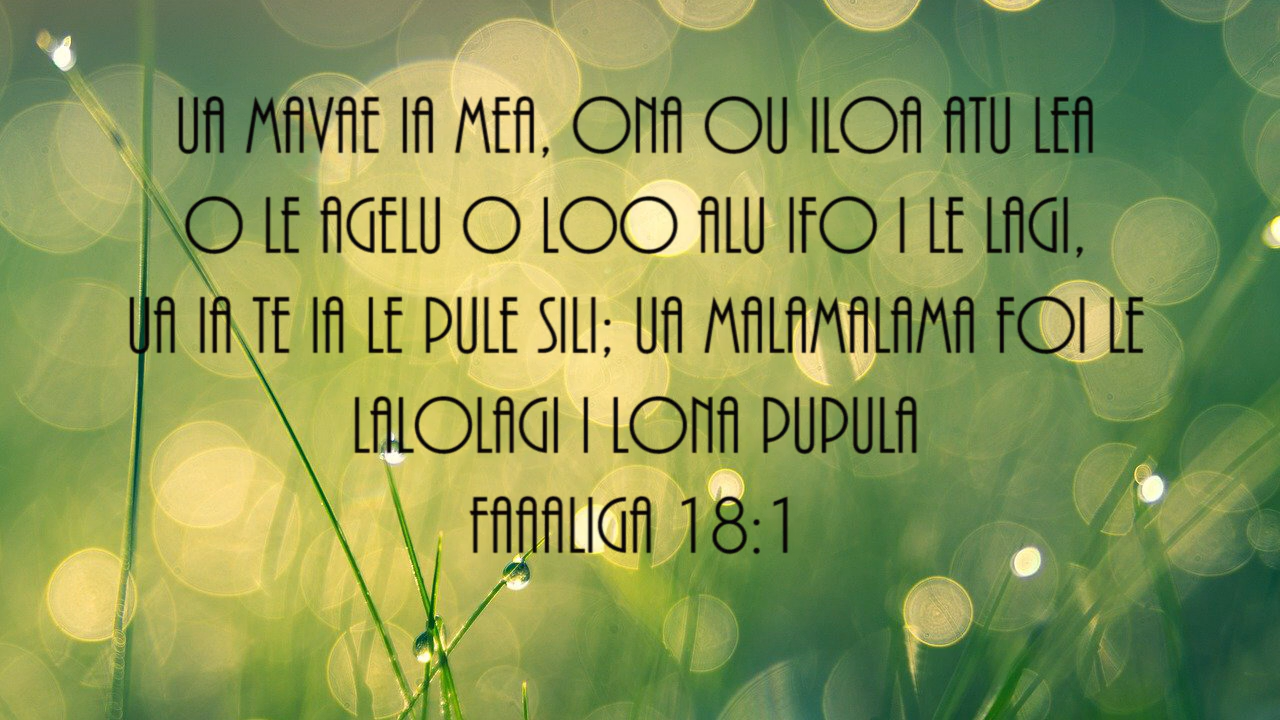 UA MAVAE IA MEA, ONA OU ILOA ATU LEA
O LE AGELU O LOO ALU IFO I LE LAGI,
UA IA TE IA LE PULE SILI; UA MALAMALAMA FOI LE
LALOLAGI I LONA PUPULA
FAAALIGA 18:1